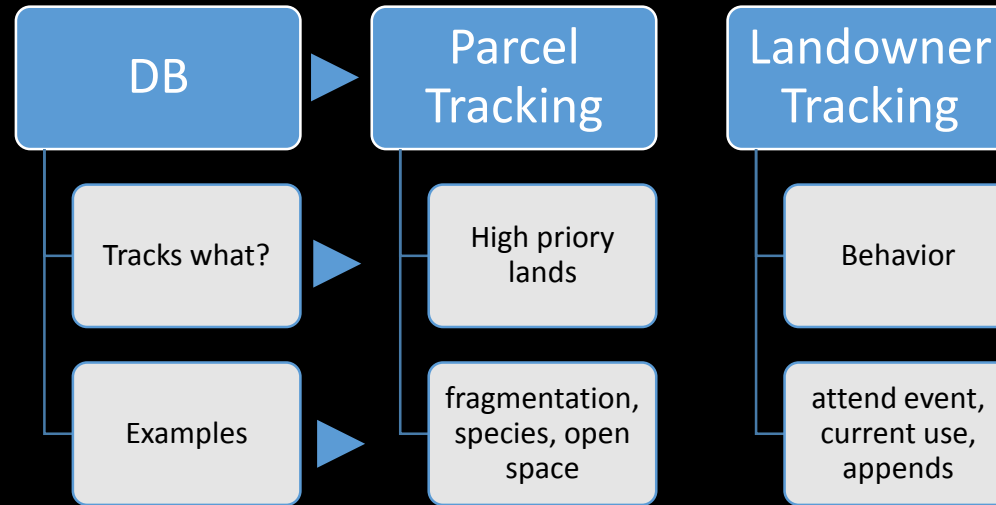 DB
Parcel
Tracking
Landowner
Tracking
Tracks what?
High priory
lands
Behavior
Examples
fragmentation,
species, open
space
attend event,
current use,
appends